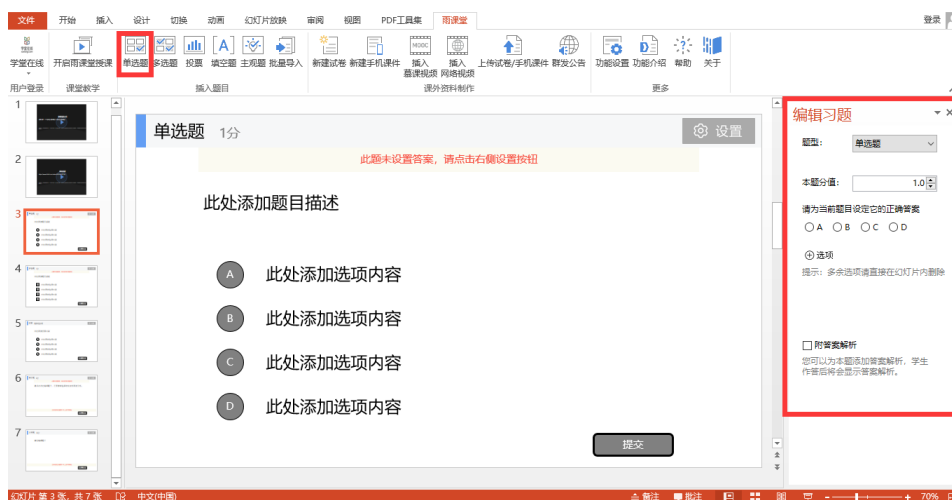 文件 开始 插入 设计 切换 动画 幻灯片放映 审阅 视图 PDF工具集 雨课堂 登录
学堂在线 开启雨课堂授课 单选题 多选题 投票 填空题 主观题 批量导入 新建试卷 新建手机课件 插入 插入 上传试卷/手机课件 群发公告 功能设置 功能介绍 帮助 关于
慕课视频 网络视频
用户登录 课堂教学 插入题目 课外资料制作 更多
1
2
3
4
5
6
7
单选题 1分 设置
此题未设置答案，请点击右侧设置按钮
此处添加题目描述
A 此处添加选项内容
B 此处添加选项内容
C 此处添加选项内容
D 此处添加选项内容
提交
编辑习题
题型： 单选题
本题分值： 1.0
请为当前题目设定它的正确答案
A B C D
选项
提示：多余选项请直接在幻灯片内删除
附答案解析
您可以为本题添加答案解析，学生
作答后将会显示答案解析。
幻灯片 第 3 张，共 7 张 中文(中国) 备注 批注 70%